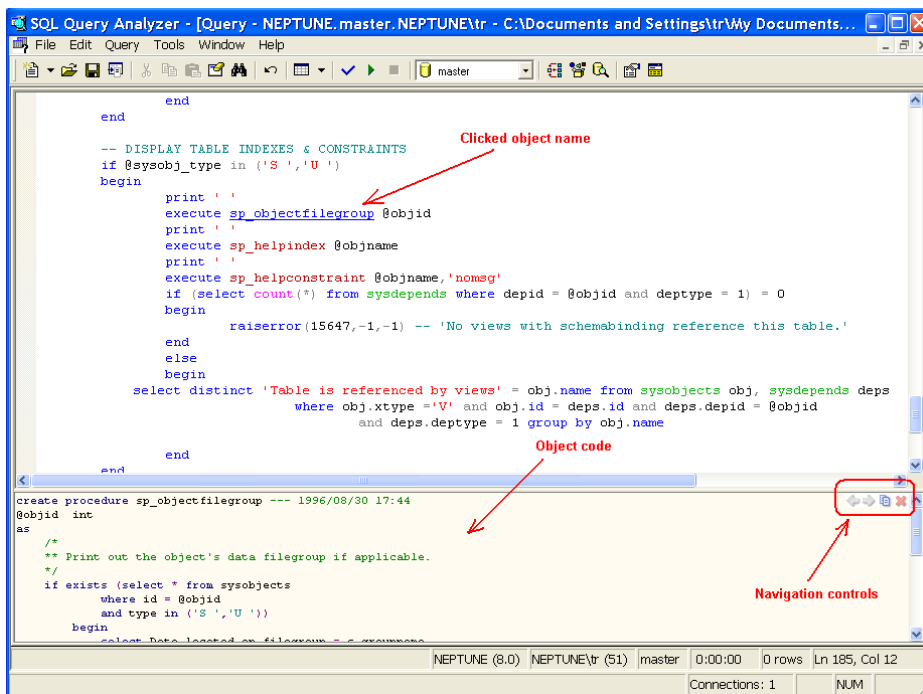 SQL Query Analyzer - [Query - NEPTUNE.master.NEPTUNE\tr - C:\Documents and Settings\tr\My Documents...
File Edit Query Tools Window Help
master
end
end
-- DISPLAY TABLE INDEXES & CONSTRAINTS
Clicked object name
if @sysobj_type in ('S ','U ')
begin
print ' '
execute sp_objectfilegroup @objid
print ' '
execute sp_helpindex @objname
print ' '
execute sp_helpconstraint @objname,'nomsg'
if (select count(*) from sysdepends where depid = @objid and deptype = 1) = 0
begin
raiserror(15647,-1,-1) -- 'No views with schemabinding reference this table.'
end
else
begin
select distinct 'Table is referenced by views' = obj.name from sysobjects obj, sysdepends deps
where obj.xtype ='V' and obj.id = deps.id and deps.depid = @objid
and deps.deptype = 1 group by obj.name
Object code
end
end
create procedure sp_objectfilegroup --- 1996/08/30 17:44
@objid int
as
/*
** Print out the object's data filegroup if applicable.
*/
if exists (select * from sysobjects
where id = @objid
and type in ('S ','U '))
Navigation controls
begin
select Data_located_on_filegroup = s.groupname
NEPTUNE (8.0) NEPTUNE\tr (51) master 0:00:00 0 rows Ln 185, Col 12
Connections: 1 NUM